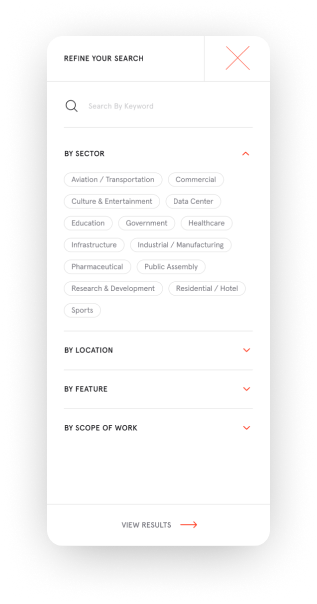 REFINE YOUR SEARCH
Search By Keyword
BY SECTOR
Aviation / Transportation Commercial
Culture & Entertainment Data Center
Education Government Healthcare
Infrastructure Industrial / Manufacturing
Pharmaceutical Public Assembly
Research & Development Residential / Hotel
Sports
BY LOCATION
BY FEATURE
BY SCOPE OF WORK
VIEW RESULTS